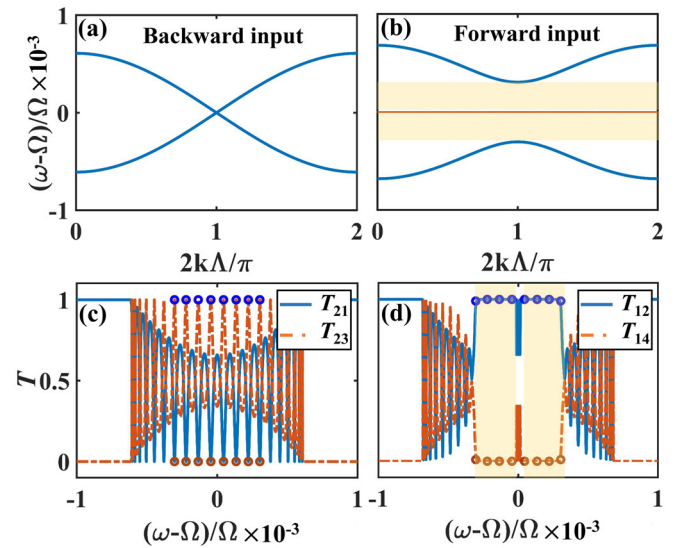 (a) Backward input
(b) Forward input
(ω-Ω)/Ω ×10⁻³
1
0
-1
0 1 2
0 1 2
2kΛ/π
2kΛ/π
(c)
T₂₁
T₂₃
(d)
T₁₂
T₁₄
T
1
0.5
0
-1 0 1
-1 0 1
(ω-Ω)/Ω ×10⁻³
(ω-Ω)/Ω ×10⁻³